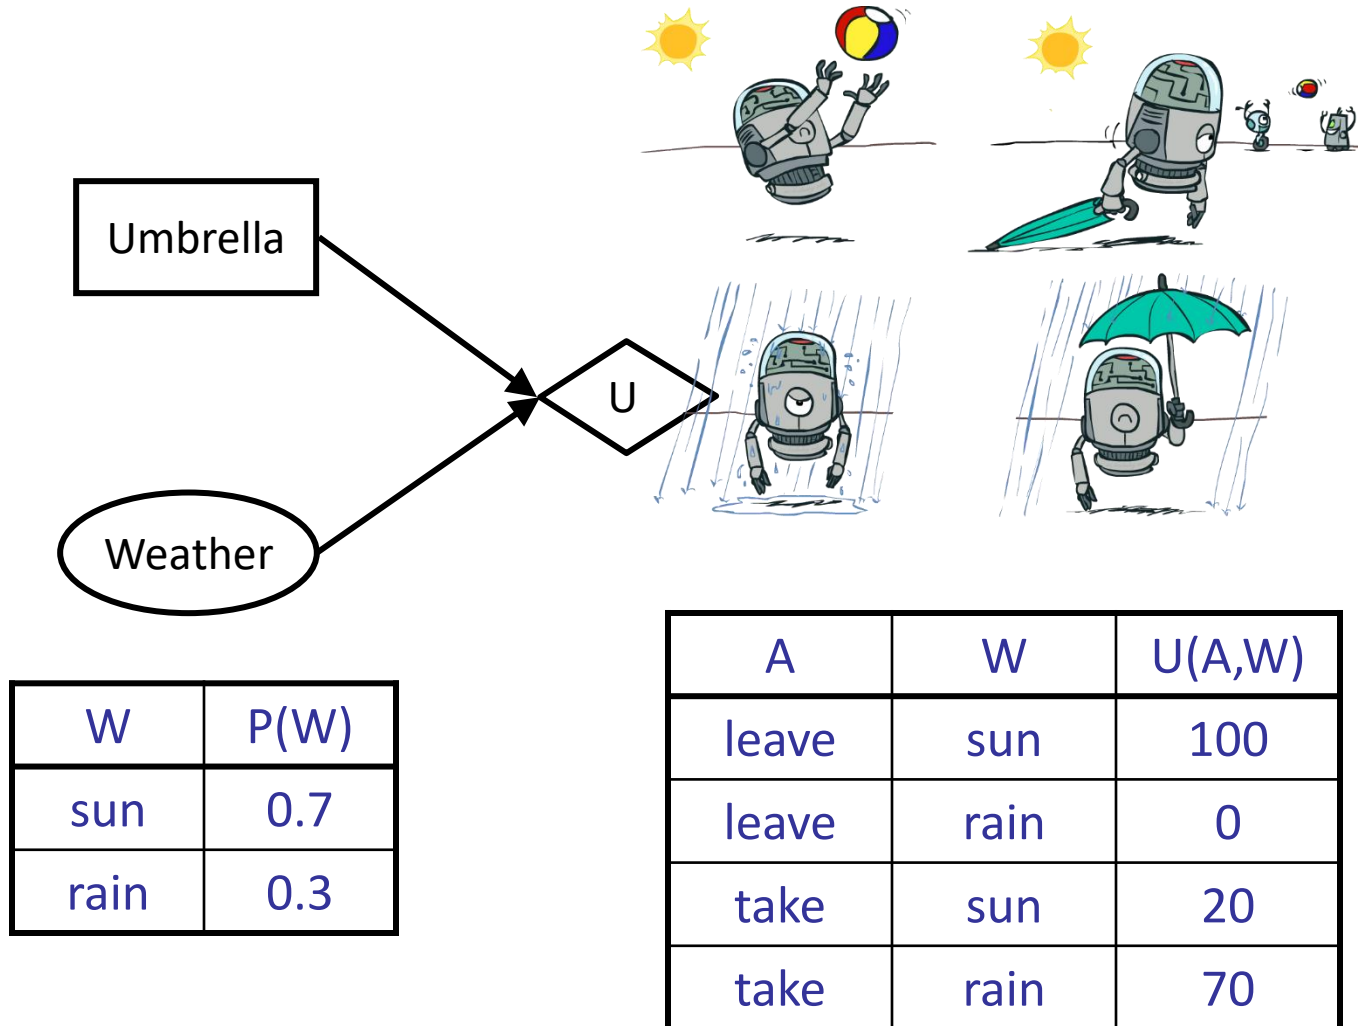 Umbrella
U
Weather
W P(W)
sun 0.7
rain 0.3
A W U(A,W)
leave sun 100
leave rain 0
take sun 20
take rain 70